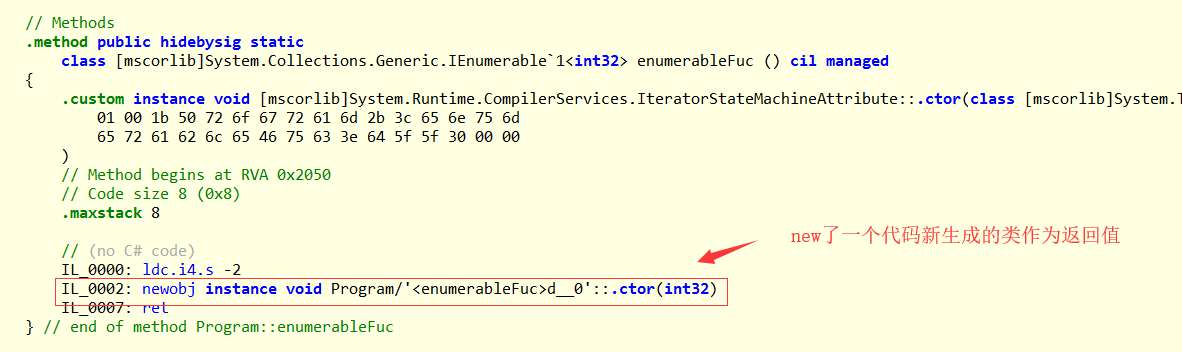 // Methods
.method public hidebysig static
class [mscorlib]System.Collections.Generic.IEnumerable`1<int32> enumerableFuc () cil managed
{
.custom instance void [mscorlib]System.Runtime.CompilerServices.IteratorStateMachineAttribute::.ctor(class [mscorlib]System.T
01 00 1b 50 72 6f 67 72 61 6d 2b 3c 65 6e 75 6d
65 72 61 62 6c 65 46 75 63 3e 64 5f 5f 30 00 00
)
// Method begins at RVA 0x2050
// Code size 8 (0x8)
.maxstack 8
new了一个代码新生成的类作为返回值
// (no C# code)
IL_0000: ldc.i4.s -2
IL_0002: newobj instance void Program/'<enumerableFuc>d__0'::.ctor(int32)
IL_0007: ret
} // end of method Program::enumerableFuc